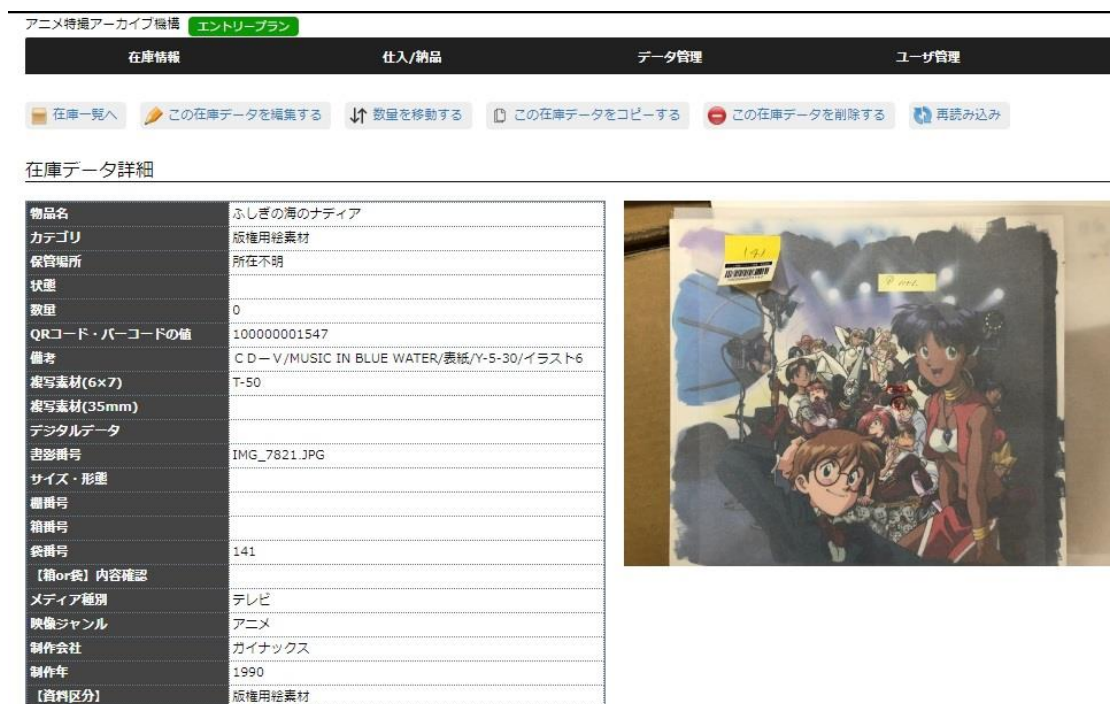 アニメ特撮アーカイブ機構 エントリープラン
在庫情報 仕入/納品 データ管理 ユーザ管理
在庫一覧へ この在庫データを編集する 数量を移動する この在庫データをコピーする この在庫データを削除する 再読み込み
在庫データ詳細
物品名 ふしぎの海のナディア
カテゴリ 版権用絵素材
保管場所 所在不明
状態
数量 0
QRコード・バーコードの値 100000001547
備考 CD-V/MUSIC IN BLUE WATER/表紙/Y-5-30/イラスト6
複写素材(6×7) T-50
複写素材(35mm)
デジタルデータ
書影番号 IMG_7821.JPG
サイズ・形態
棚番号
箱番号
袋番号 141
【箱or袋】内容確認
メディア種別 テレビ
映像ジャンル アニメ
制作会社 ガイナックス
制作年 1990
【資料区分】 版権用絵素材
141